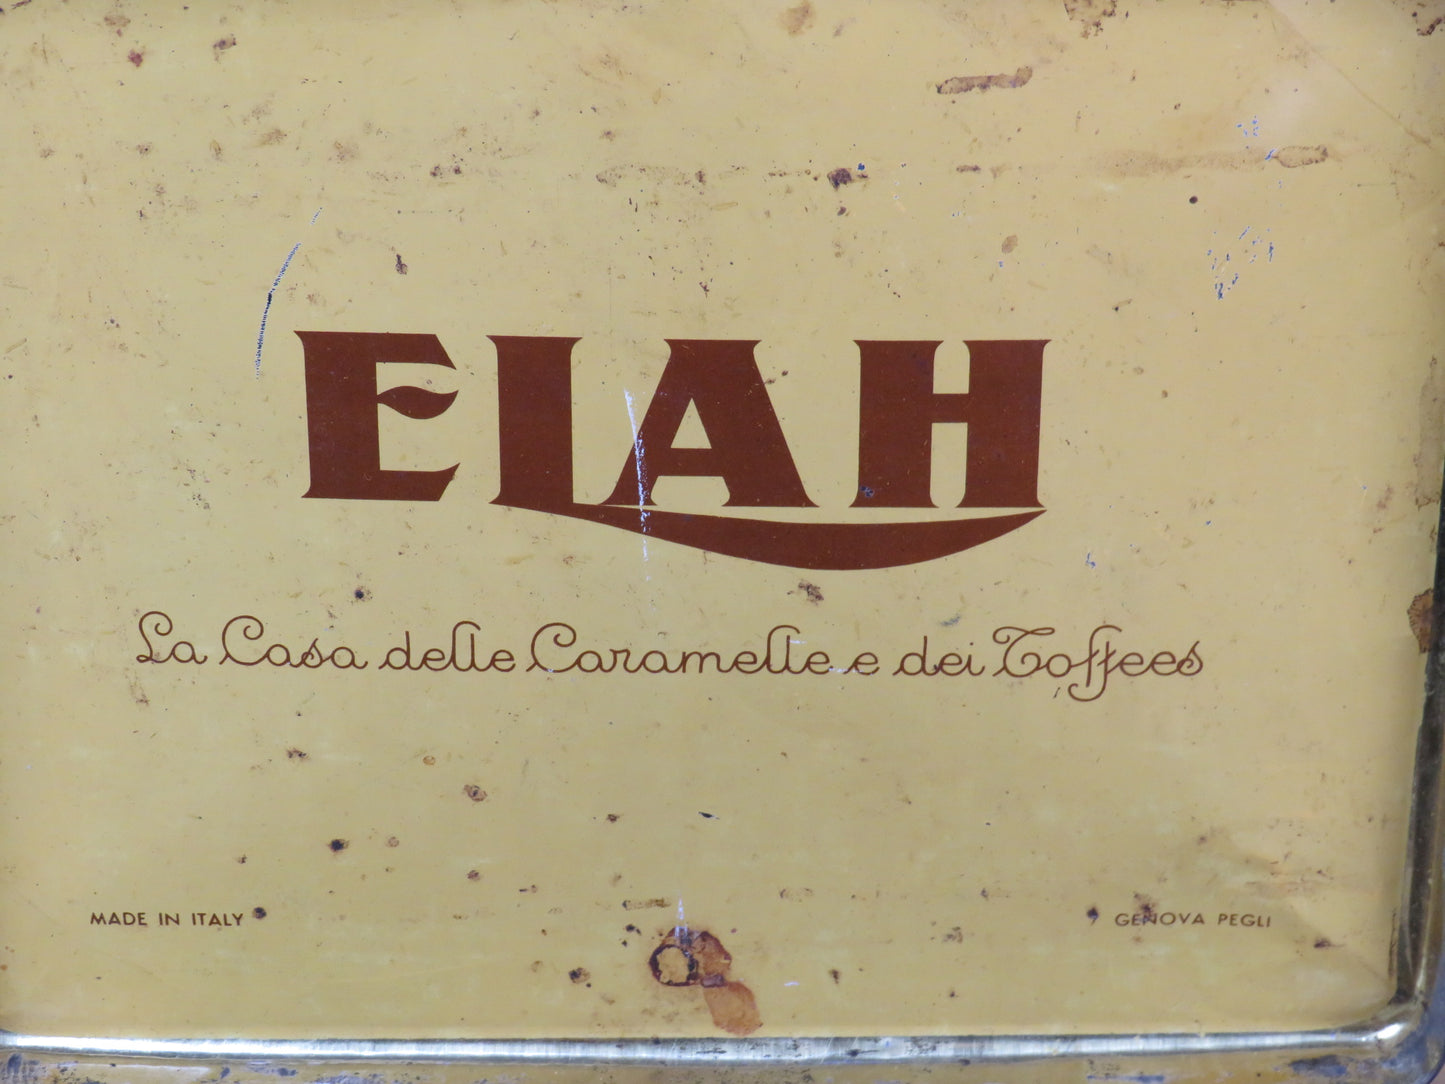 ELAH
La Casa delle Caramelle e dei Toffees
MADE IN ITALY
GENOVA PEGLI